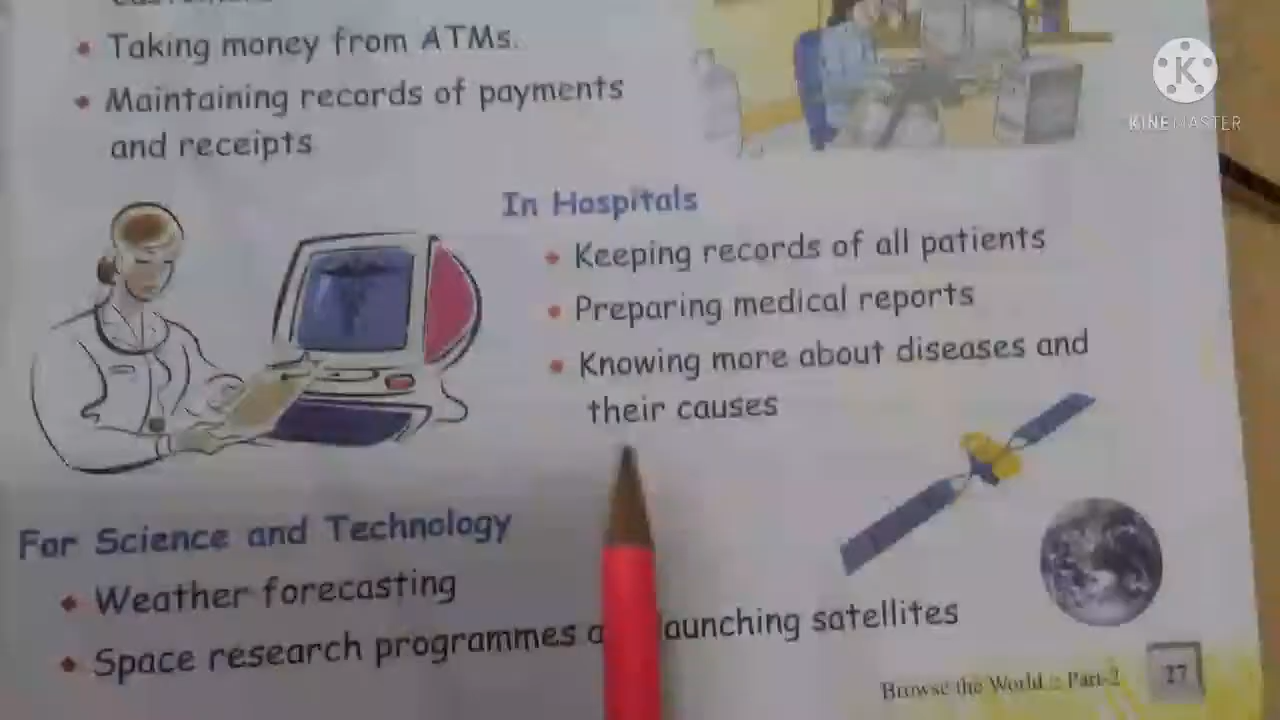 • Taking money from ATMs.
• Maintaining records of payments
and receipts
In Hospitals
• Keeping records of all patients
• Preparing medical reports
• Knowing more about diseases and
their causes
For Science and Technology
• Weather forecasting
• Space research programmes launching satellites
Browse the World : Part-2
K
KINEMASTER